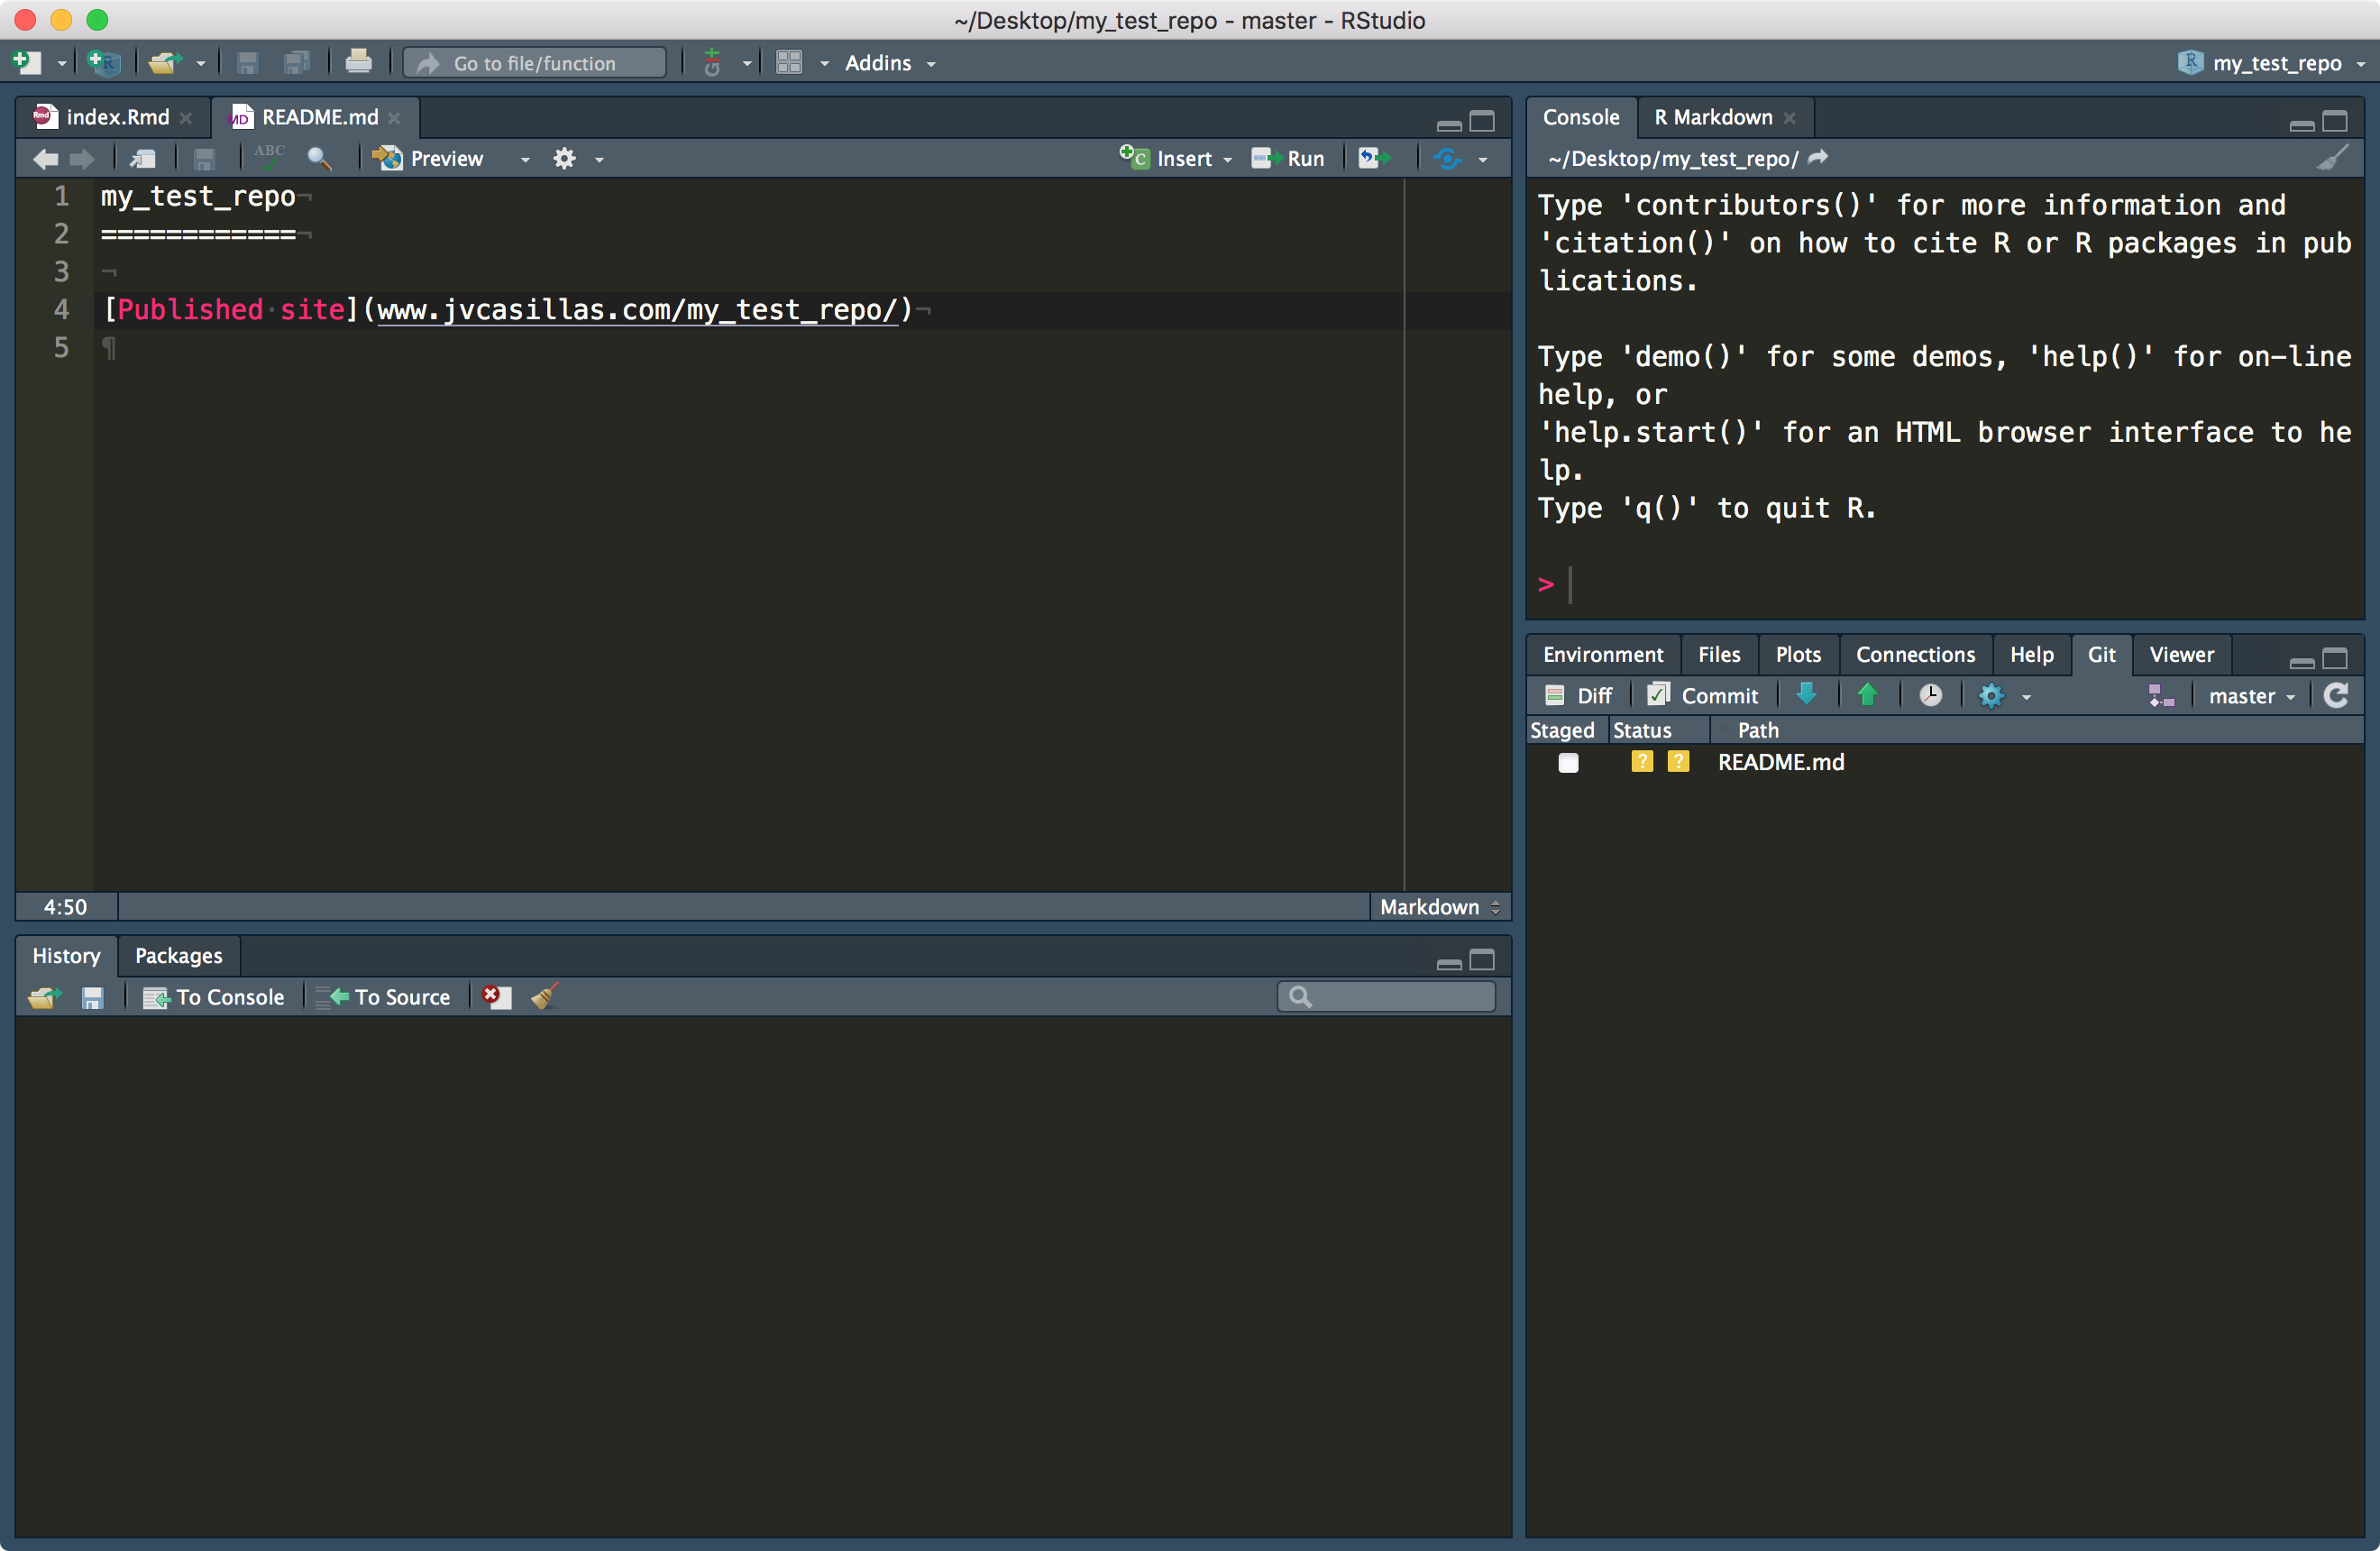 ~/Desktop/my_test_repo - master - RStudio
Go to file/function
Git
Addins
my_test_repo
index.Rmd
README.md
ABC
Preview
Insert
Run
1 my_test_repo¬
2 ============¬
3 ¬
4 [Published·site](www.jvcasillas.com/my_test_repo/)¬
5 ¶
4:50
Markdown
History
Packages
To Console
To Source
Console
R Markdown
~/Desktop/my_test_repo/
Type 'contributors()' for more information and
'citation()' on how to cite R or R packages in pub
lications.
Type 'demo()' for some demos, 'help()' for on-line
help, or
'help.start()' for an HTML browser interface to he
lp.
Type 'q()' to quit R.
>
Environment
Files
Plots
Connections
Help
Git
Viewer
Diff
Commit
master
Staged
Status
Path
? ? README.md